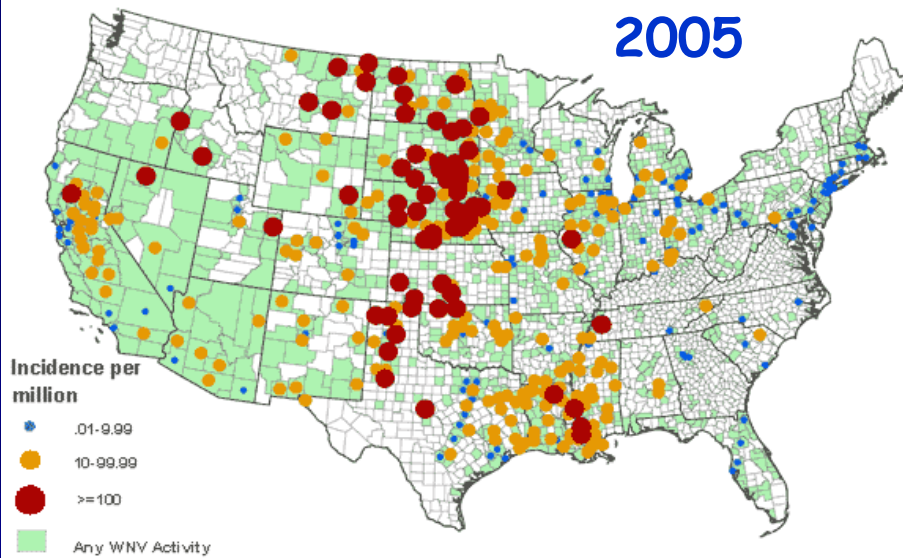 2005
Incidence per
million
.01-9.99
10-99.99
>=100
Any WNV Activity